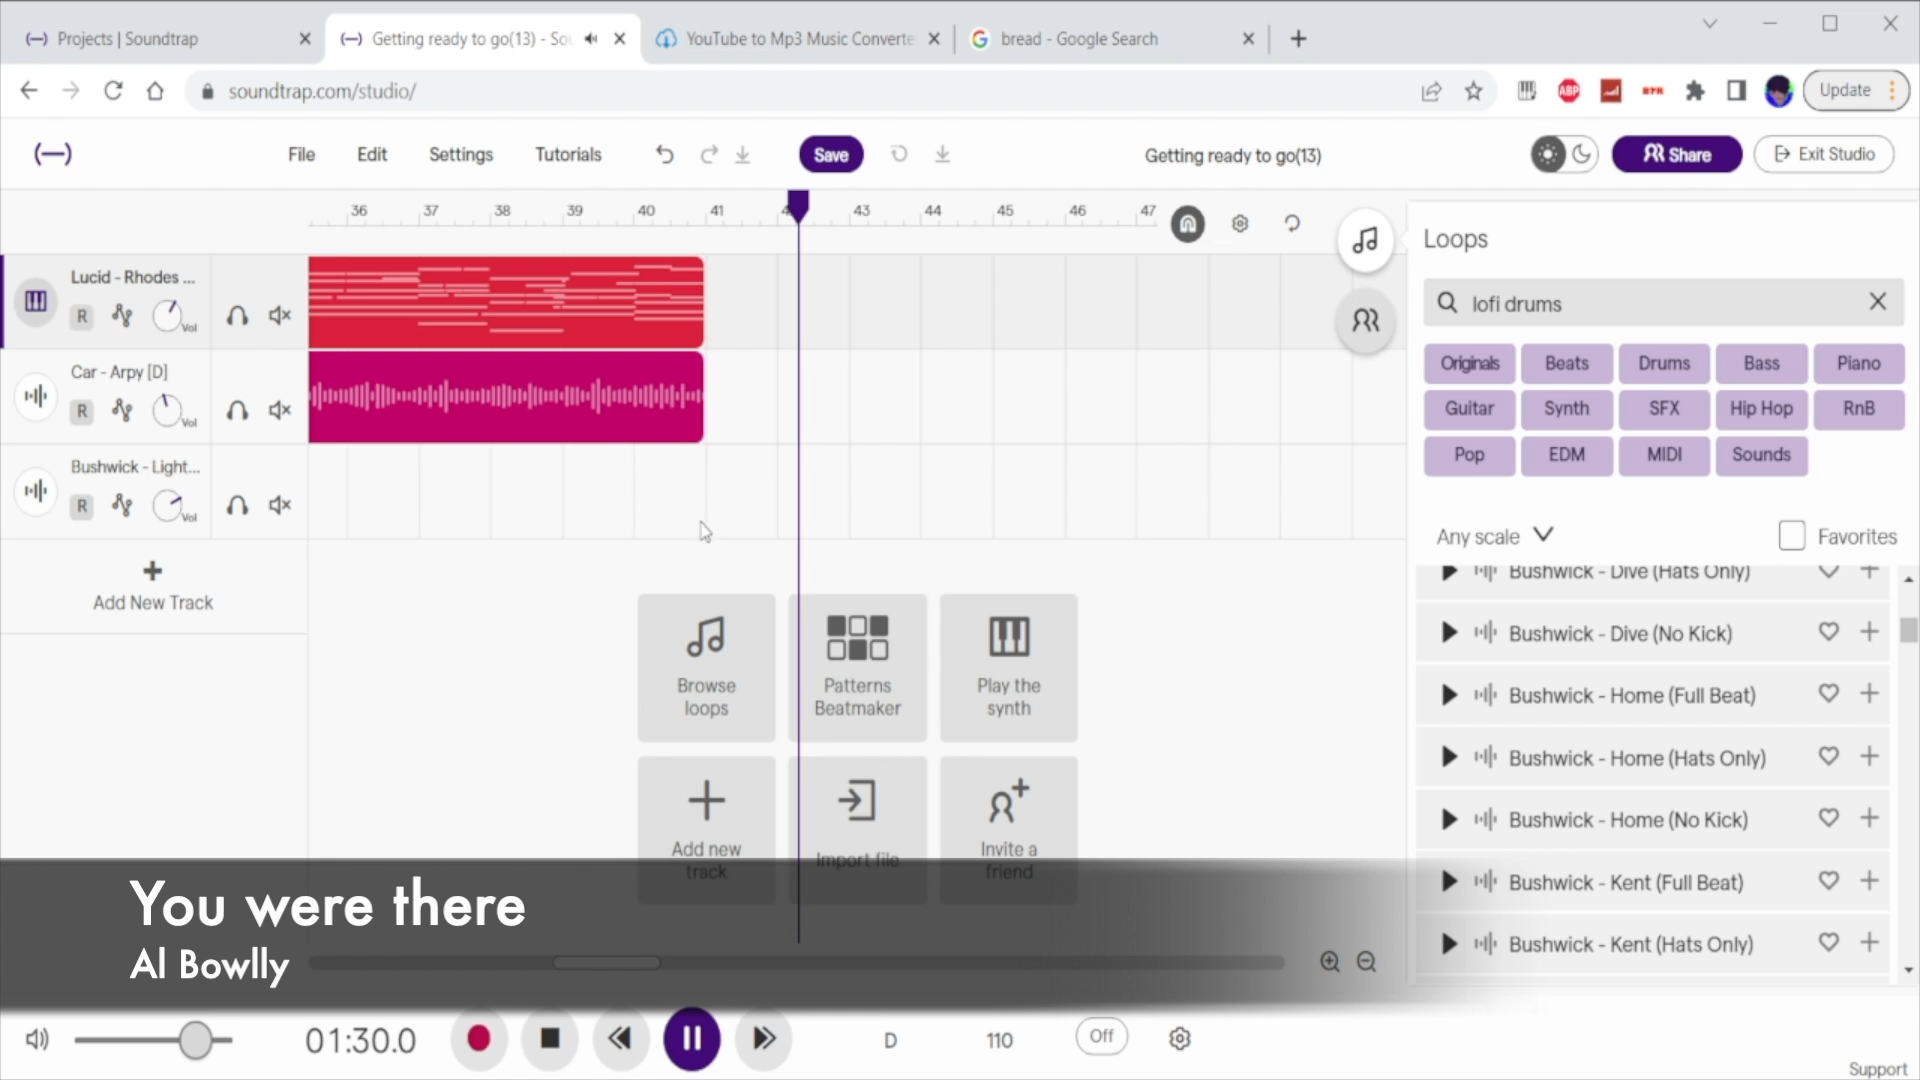 Projects | Soundtrap
Getting ready to go(13) - Sou
YouTube to Mp3 Music Converte
bread - Google Search
soundtrap.com/studio/
ABP
Update
File
Edit
Settings
Tutorials
Save
Getting ready to go(13)
Share
Exit Studio
36 37 38 39 40 41 4 43 44 45 46 47
Lucid - Rhodes ...
R
Vol
Car - Arpy [D]
R
Vol
Bushwick - Light...
R
Vol
Add New Track
Browse
loops
Patterns
Beatmaker
Play the
synth
Add new
track
Import file
Invite a
friend
Loops
lofi drums
Originals
Beats
Drums
Bass
Piano
Guitar
Synth
SFX
Hip Hop
RnB
Pop
EDM
MIDI
Sounds
Any scale
Favorites
Bushwick - Dive (Hats Only)
Bushwick - Dive (No Kick)
Bushwick - Home (Full Beat)
Bushwick - Home (Hats Only)
Bushwick - Home (No Kick)
Bushwick - Kent (Full Beat)
Bushwick - Kent (Hats Only)
You were there
Al Bowlly
01:30.0
D
110
Off
Support